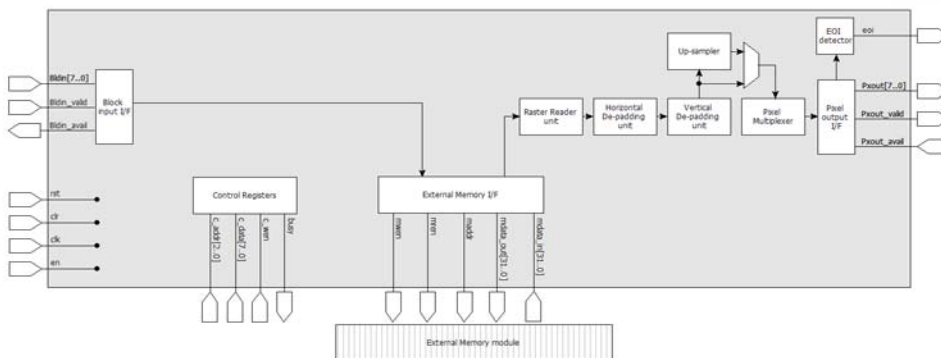 EOI
detector
eoi
Up-sampler
Bldin[7..0]
Bldin_valid
Bldin_avail
Block
input I/F
Raster Reader
unit
Horizontal
De-padding
unit
Vertical
De-padding unit
Pixel
Multiplexer
Pixel
output
I/F
Pxout[7..0]
Pxout_valid
Pxout_avail
rst
clr
clk
en
Control Registers
c_addr[2..0]
c_data[7..0]
c_wen
busy
External Memory I/F
mwen
mren
maddr
mdata_out[31..0]
mdata_in[31..0]
External Memory module